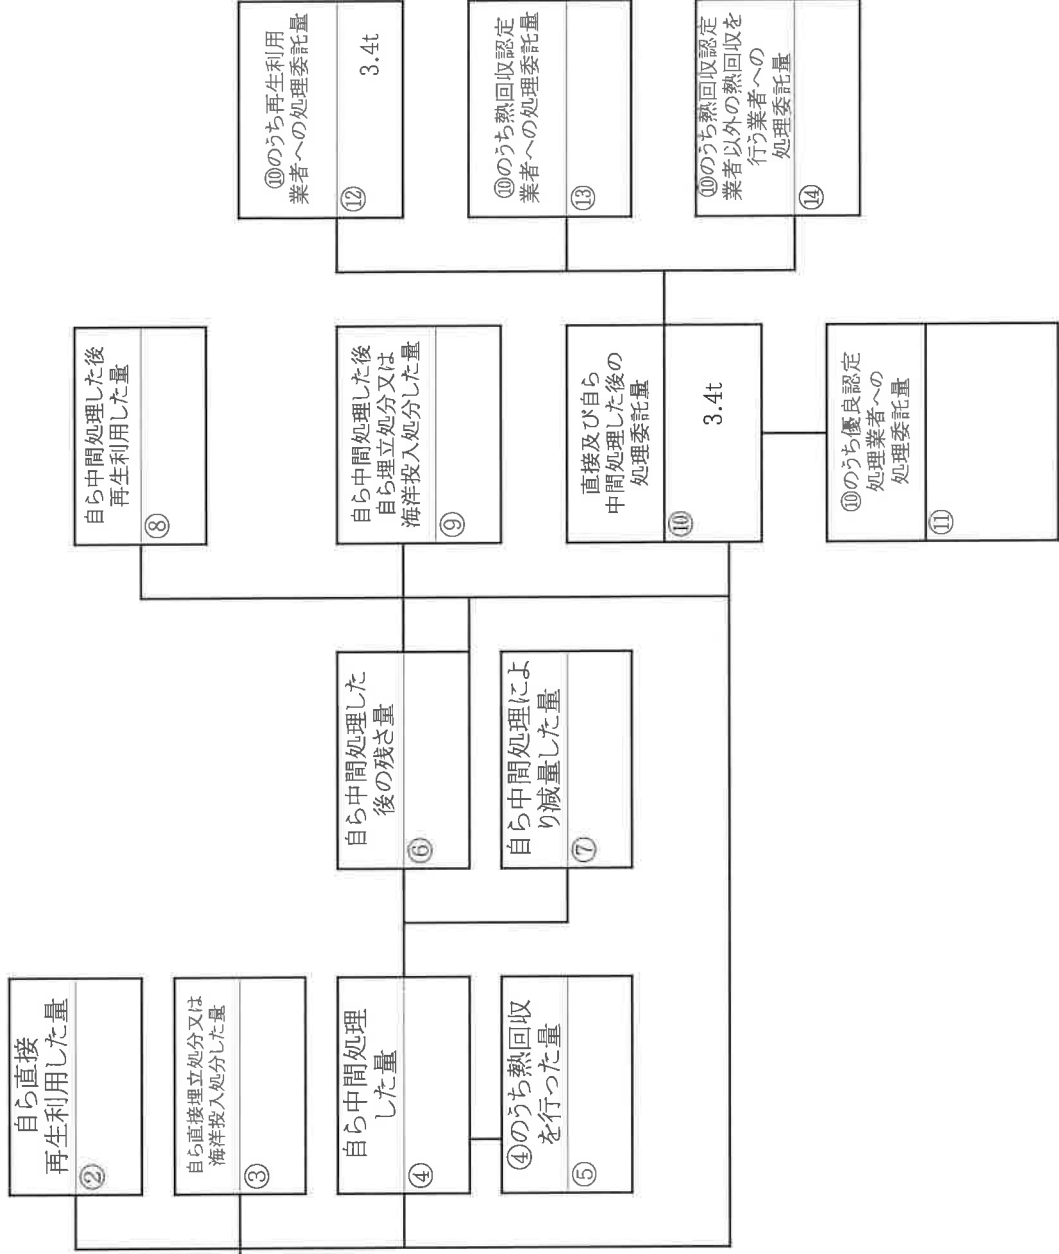 自ら直接
再生利用した量
②
自ら直接埋立処分又は
海洋投入処分した量
③
自ら中間処理
した量
④
④のうち熱回収
を行った量
⑤
自ら中間処理した
後の残さ量
⑥
自ら中間処理によ
り減量した量
⑦
自ら中間処理した後
再生利用した量
⑧
自ら中間処理した後
自ら埋立処分又は
海洋投入処分した量
⑨
直接及び自ら
中間処理した後の
処理委託量
⑩
3.4t
⑩のうち優良認定
処理業者への
処理委託量
⑪
⑩のうち再生利用
業者への処理委託量
⑫
3.4t
⑩のうち熱回収認定
業者への処理委託量
⑬
⑩のうち熱回収認定
業者以外の熱回収を
行う業者への
処理委託量
⑭